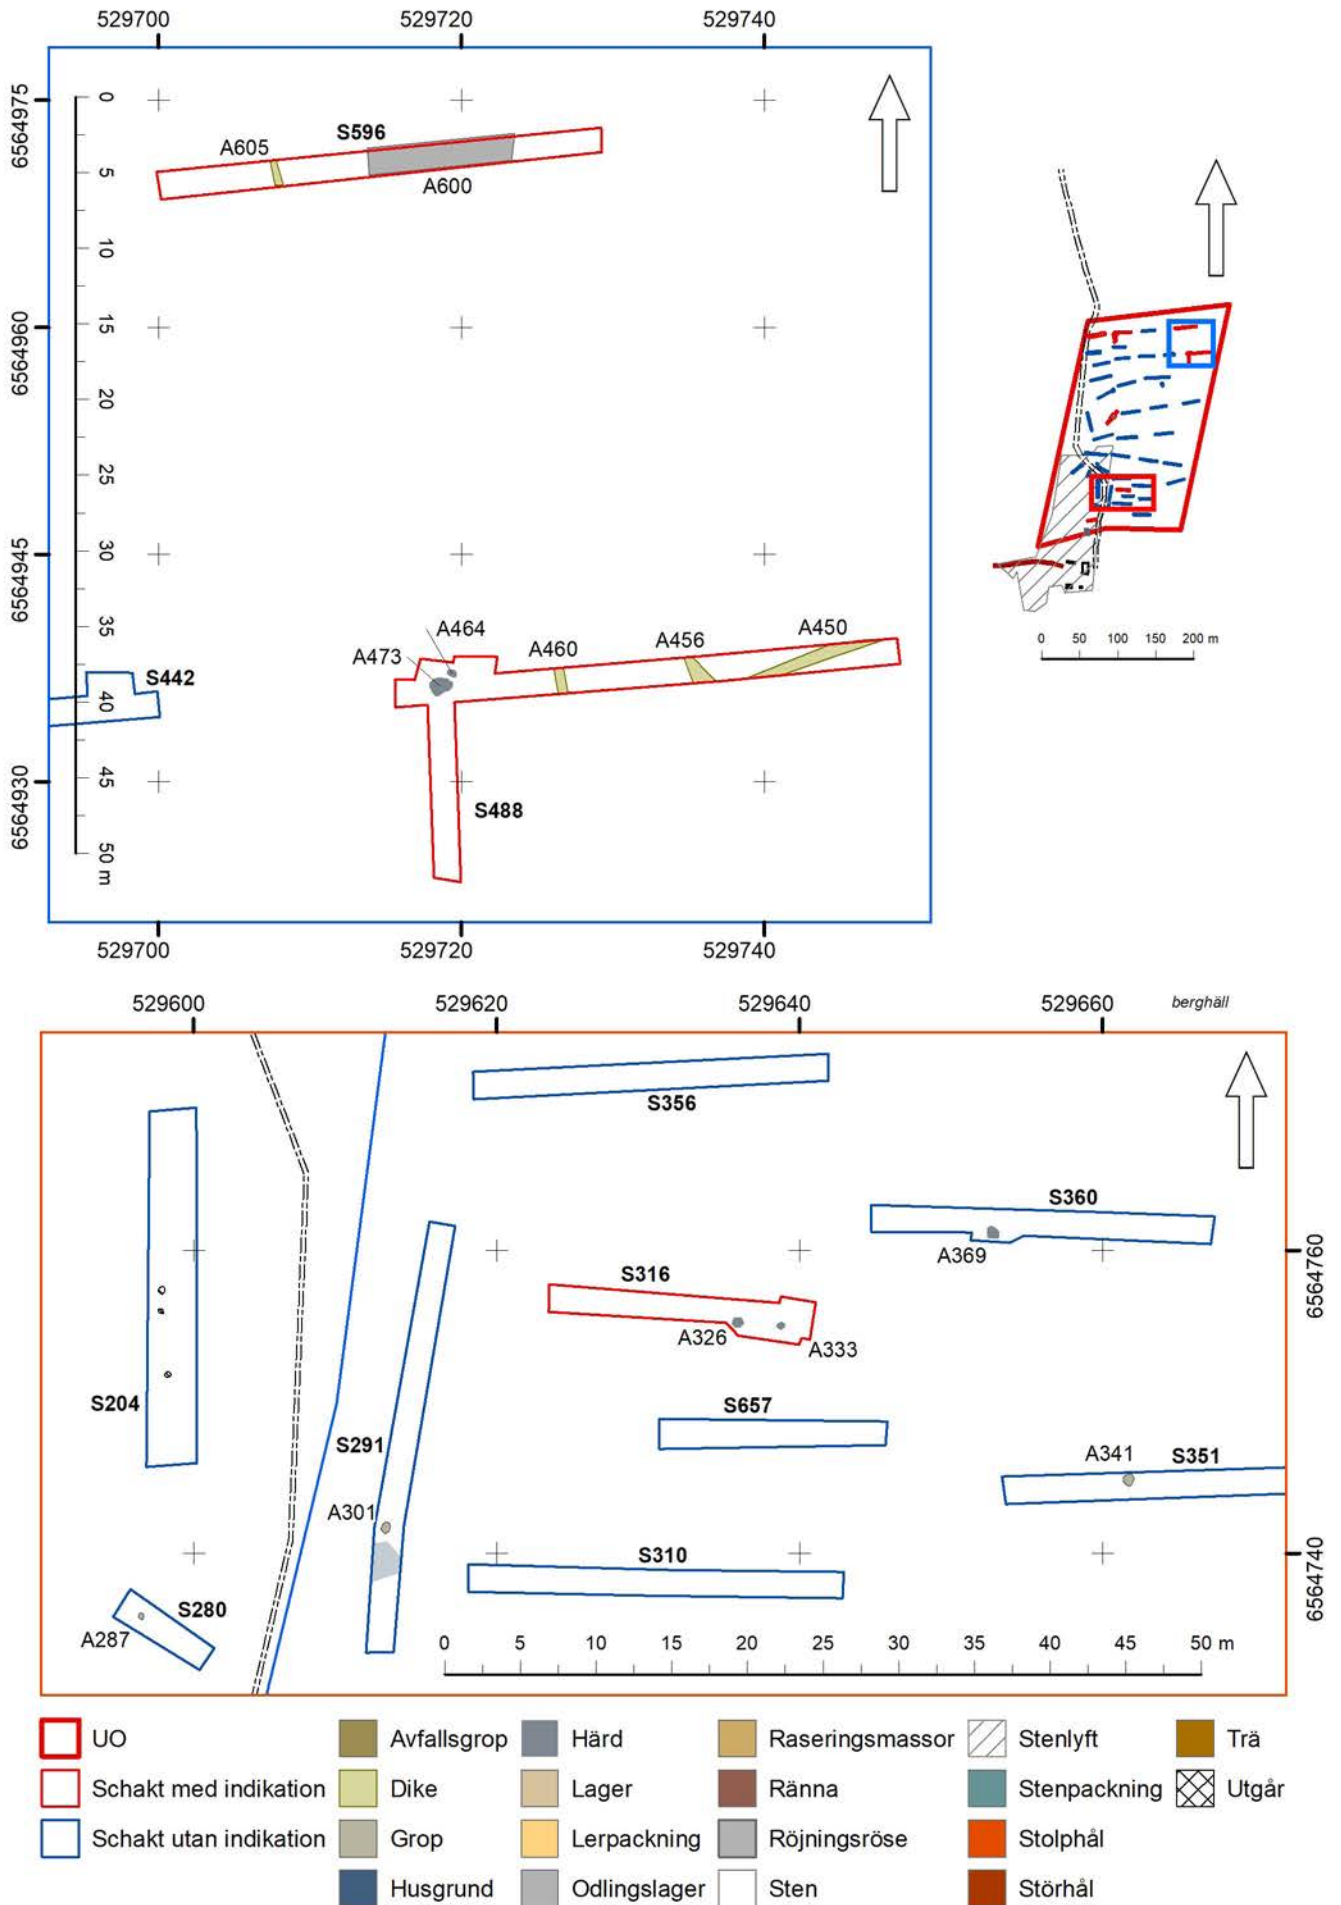 529700 529720 529740
6564975
6564960
6564945
6564930
0
5
10
15
20
25
30
35
40
45
50 m
S596
A605
A600
A464
A473
A460
A456
A450
S442
S488
529700 529720 529740
0 50 100 150 200 m
529600 529620 529640 529660 berghäll
S356
S360
A369
S316
A326
A333
S204
S657
S291
A341 S351
A301
S310
S280
A287
6564760
6564740
0 5 10 15 20 25 30 35 40 45 50 m
UO
Schakt med indikation
Schakt utan indikation
Avfallsgrop
Dike
Grop
Husgrund
Härd
Lager
Lerpackning
Odlingslager
Raseringsmassor
Ränna
Röjningsröse
Sten
Stenlyft
Stenpackning
Stolphål
Störhål
Trä
Utgår